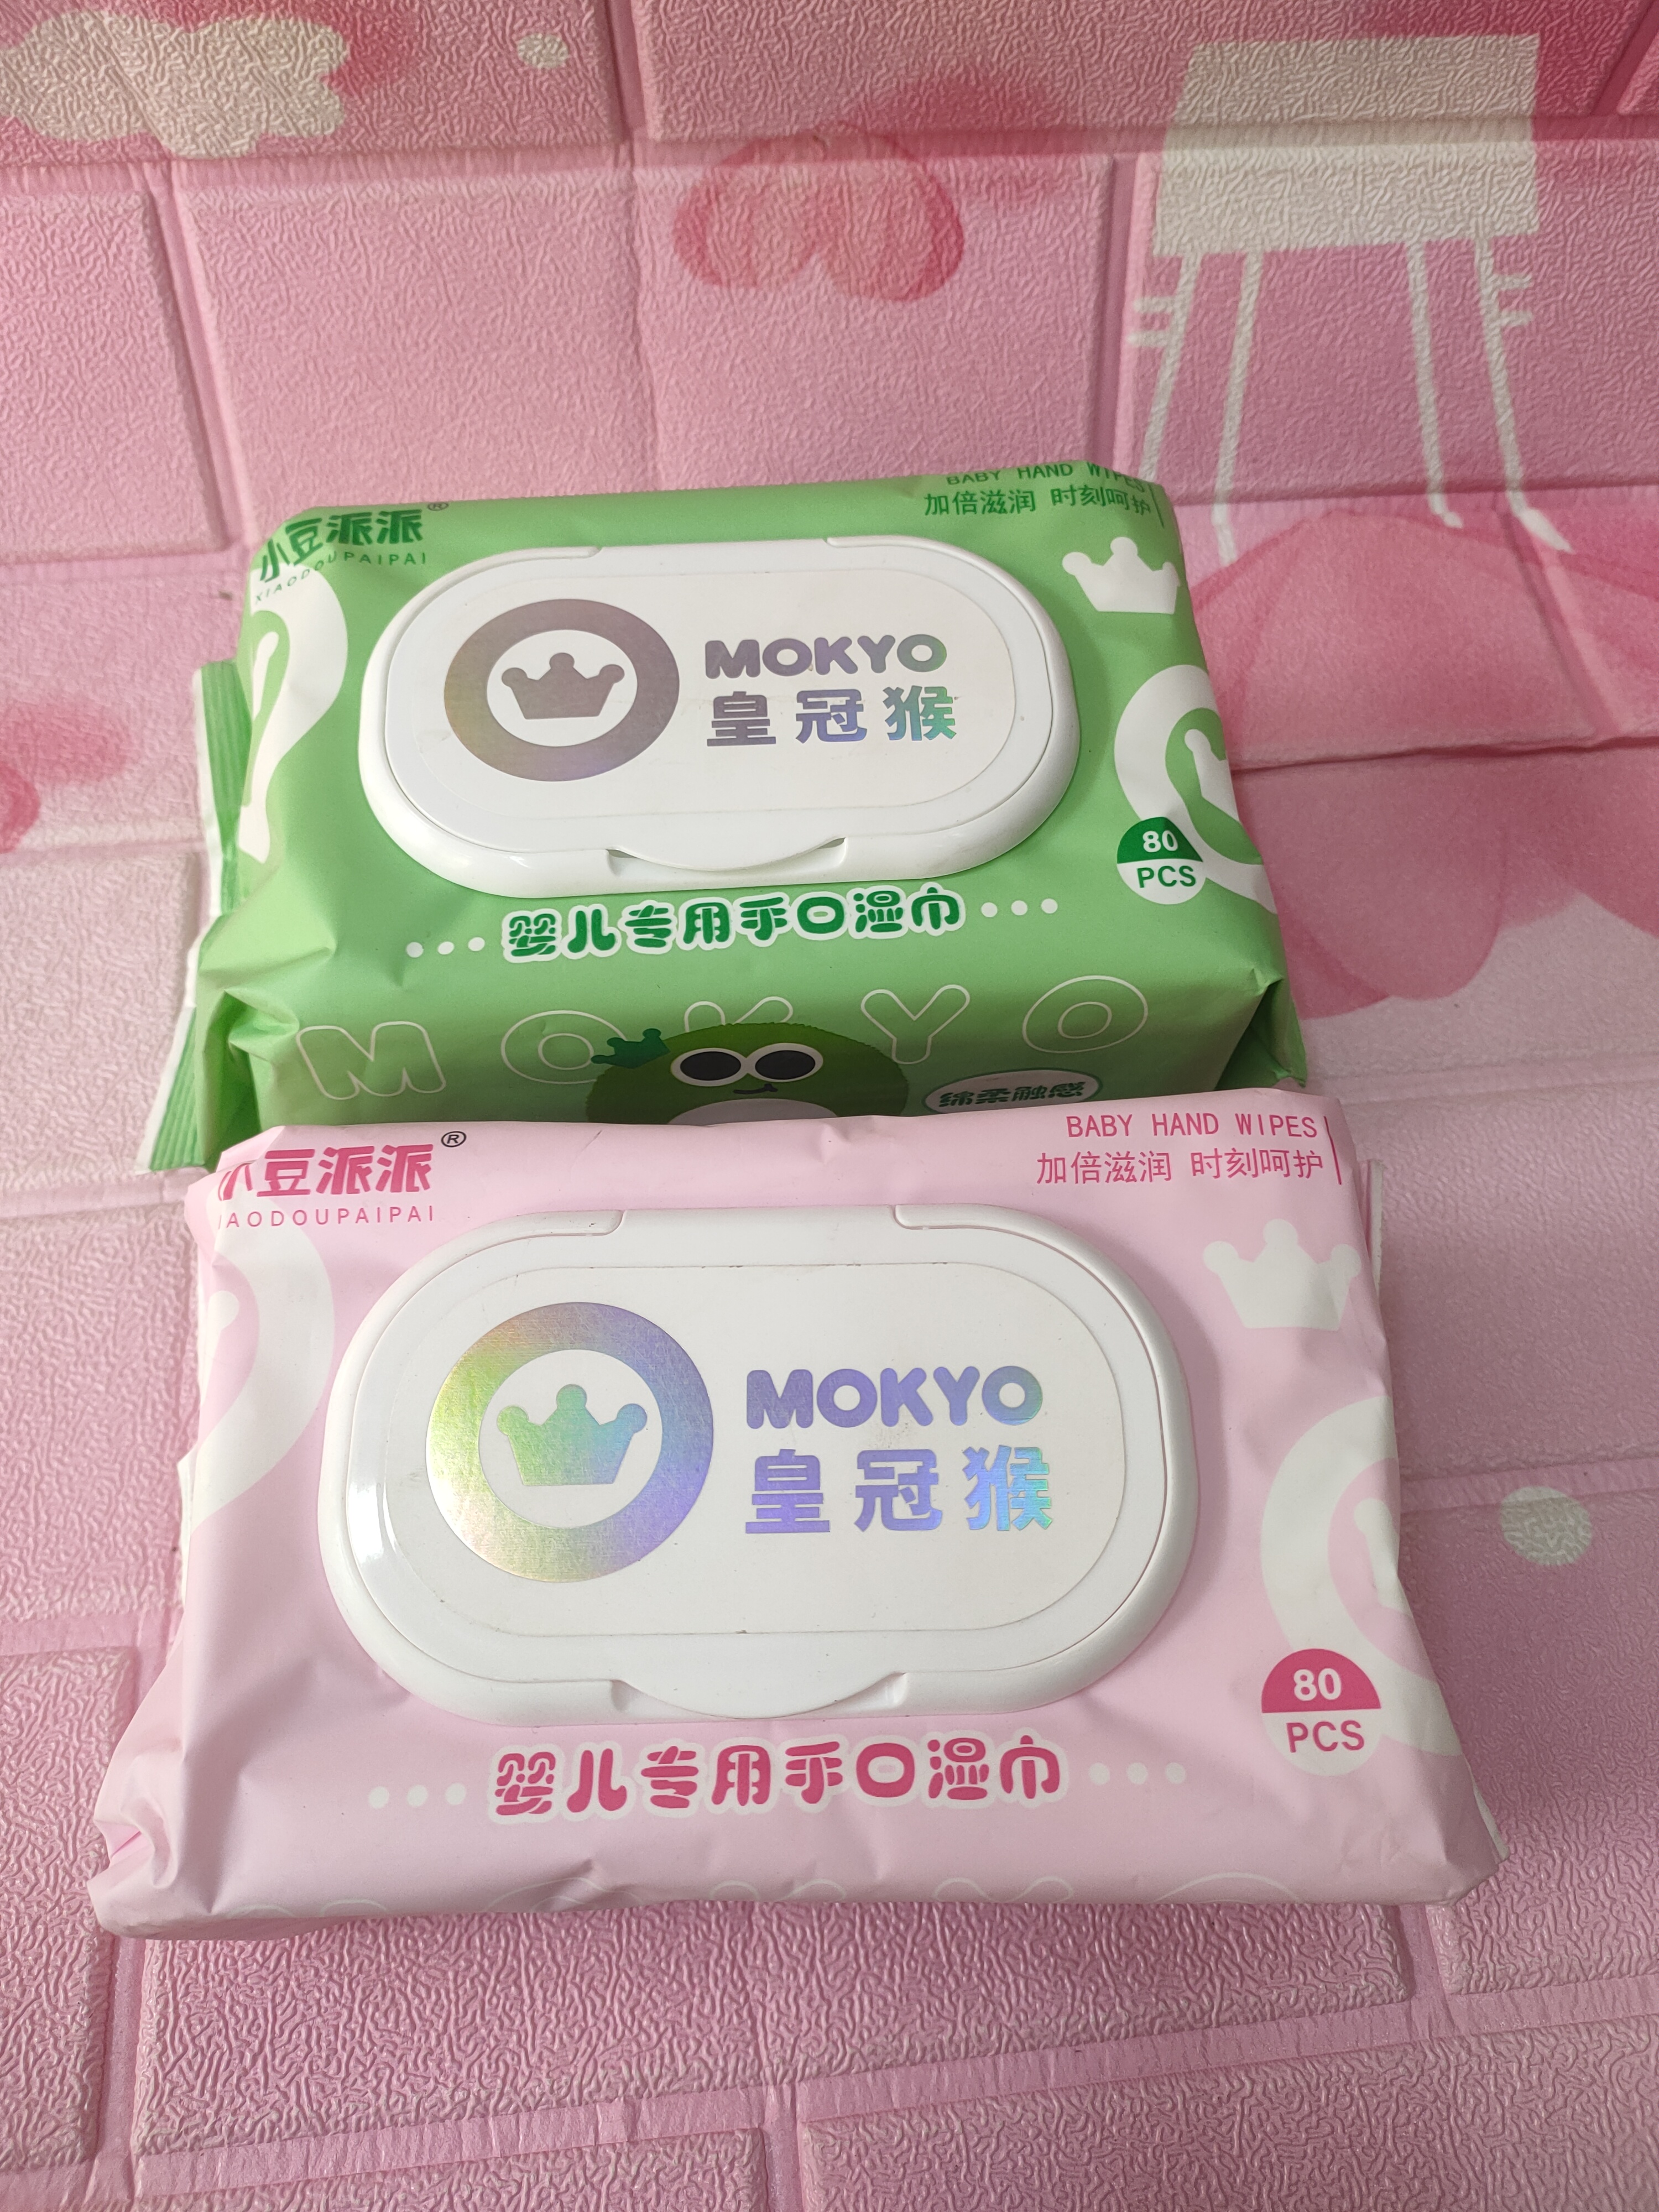 小豆派派®
XIAODOUPAIPAI
BABY HAND WIPES
加倍滋润 时刻呵护
MOKYO
皇冠猴
80
PCS
婴儿专用手口湿巾
MOKYO
绵柔触感
小豆派派®
IAODOUPAIPAI
BABY HAND WIPES
加倍滋润 时刻呵护
MOKYO
皇冠猴
80
PCS
婴儿专用手口湿巾